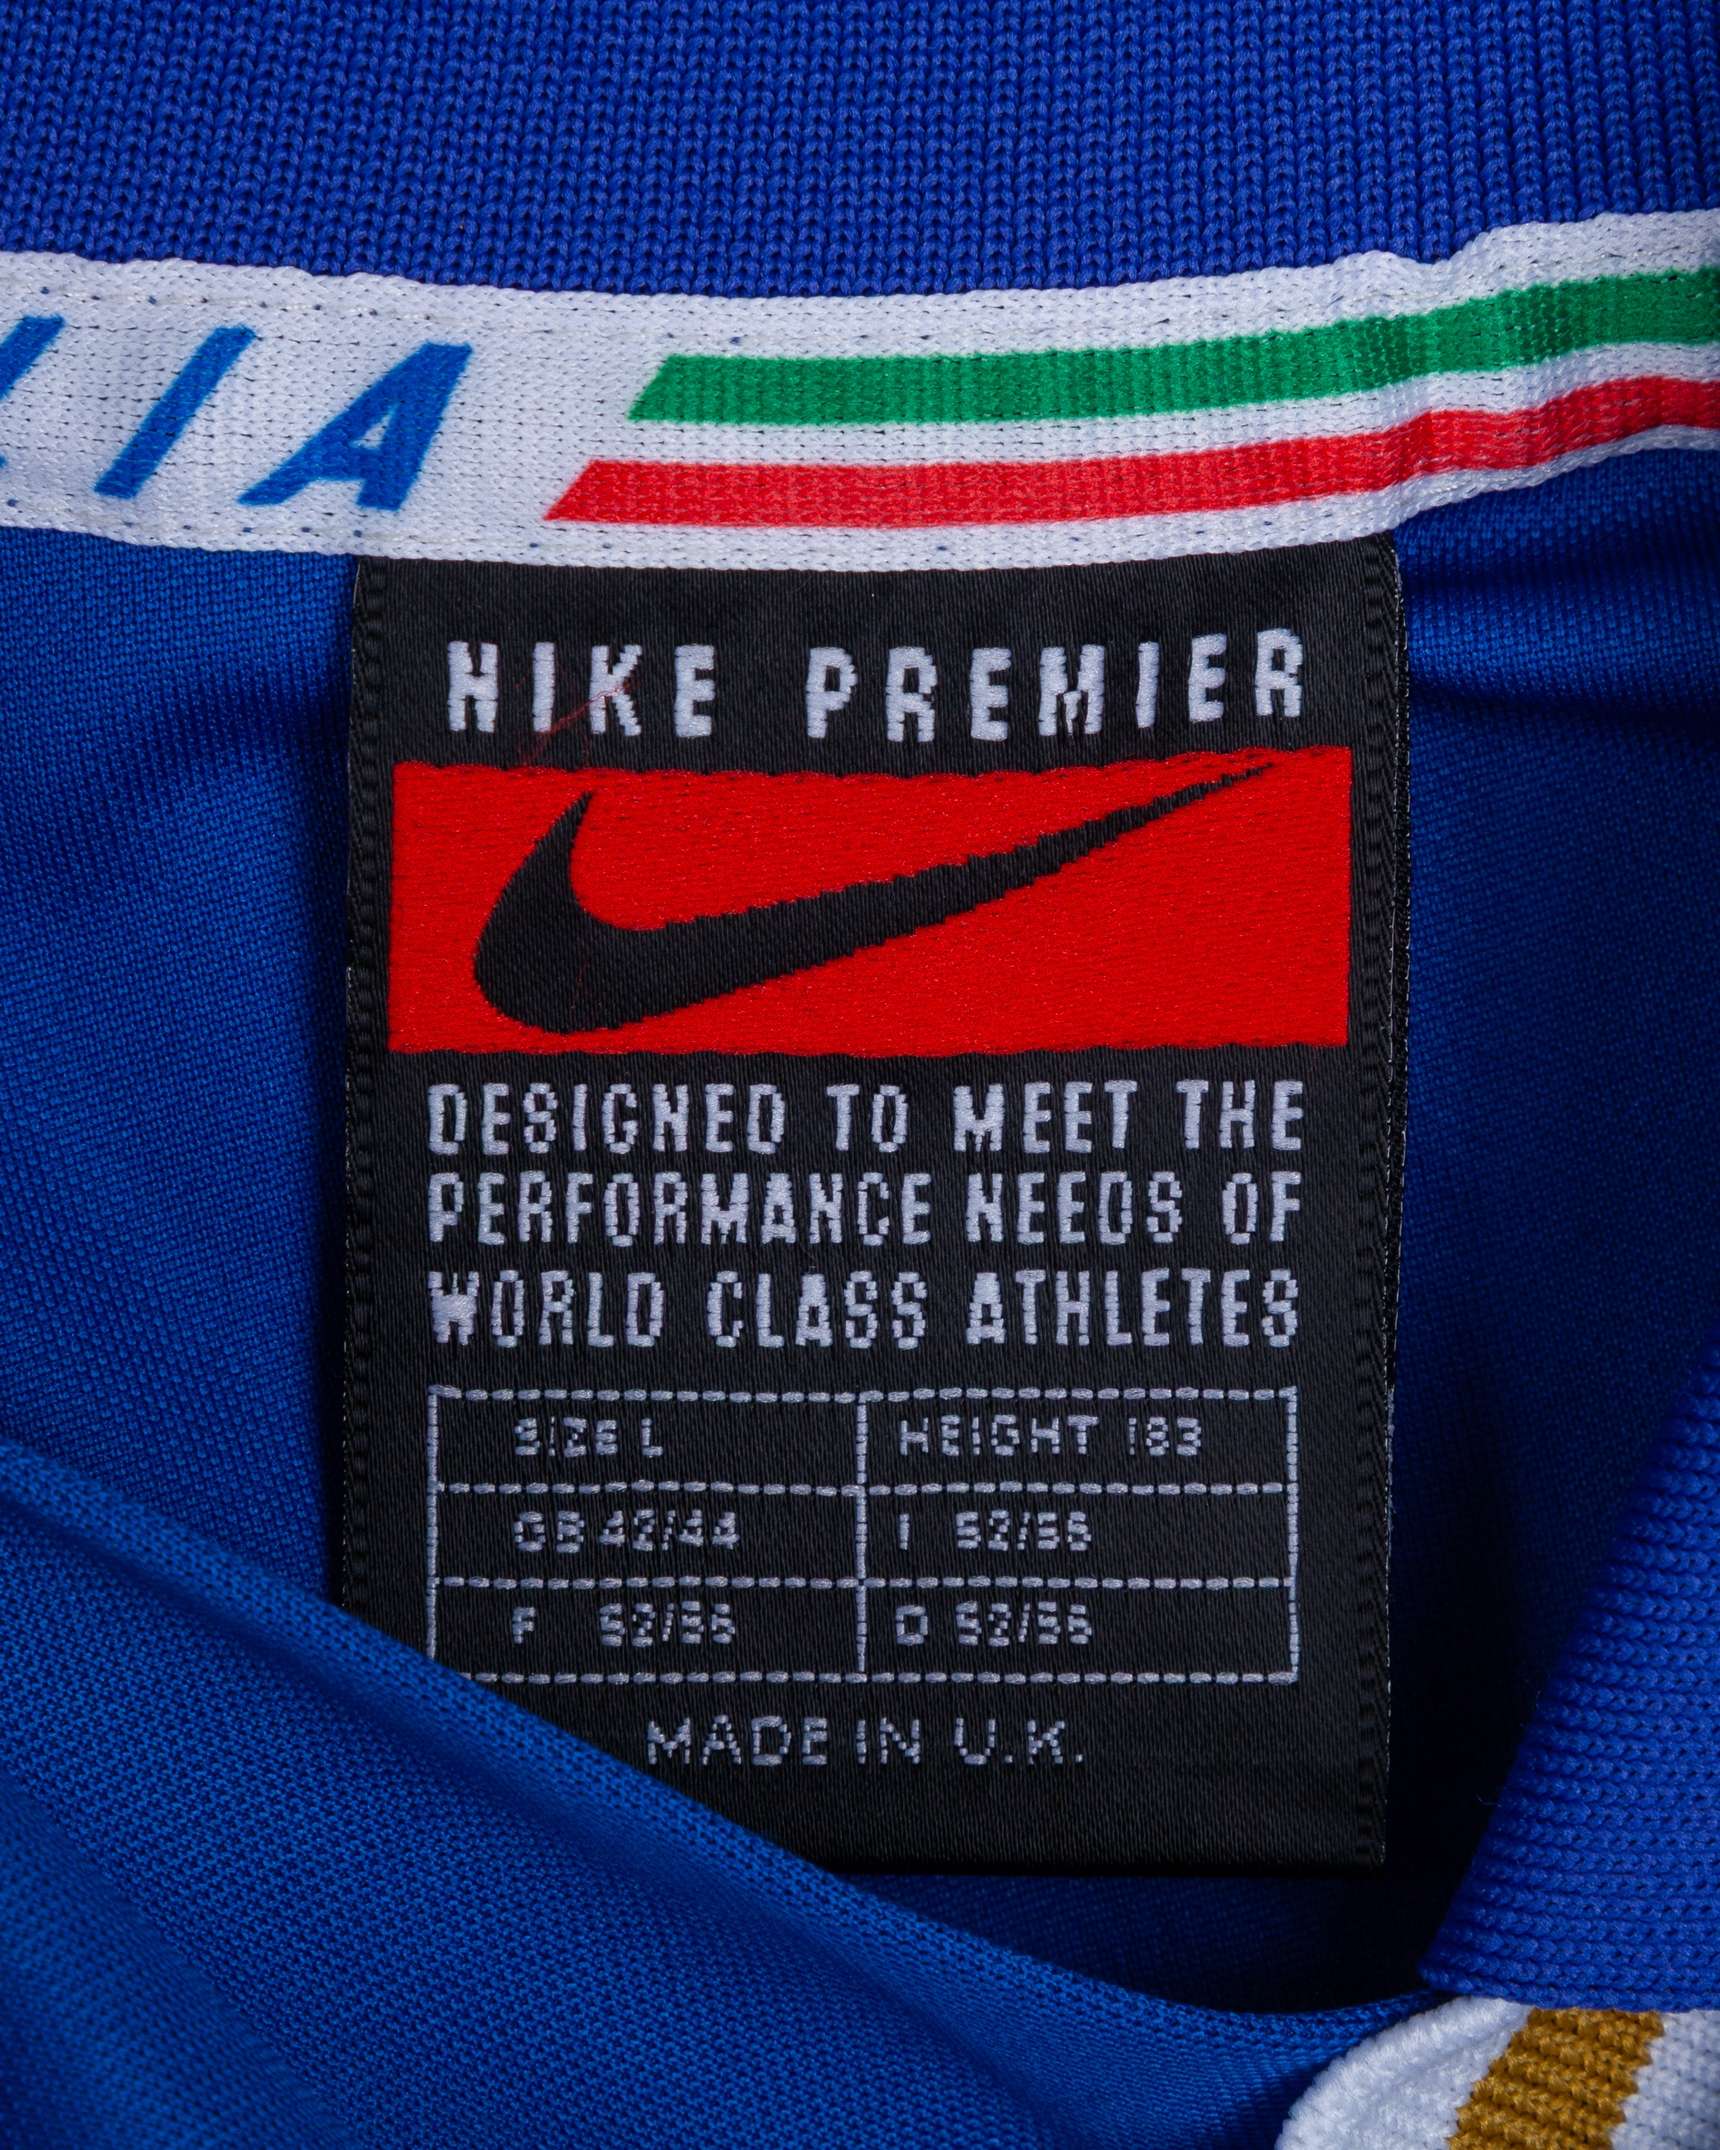 IA
NIKE PREMIER
DESIGNED TO MEET THE
PERFORMANCE NEEDS OF
WORLD CLASS ATHLETES
SIZE L HEIGHT 183
GB 42/44 I 52/56
F 52/56 D 52/56
MADE IN U.K.